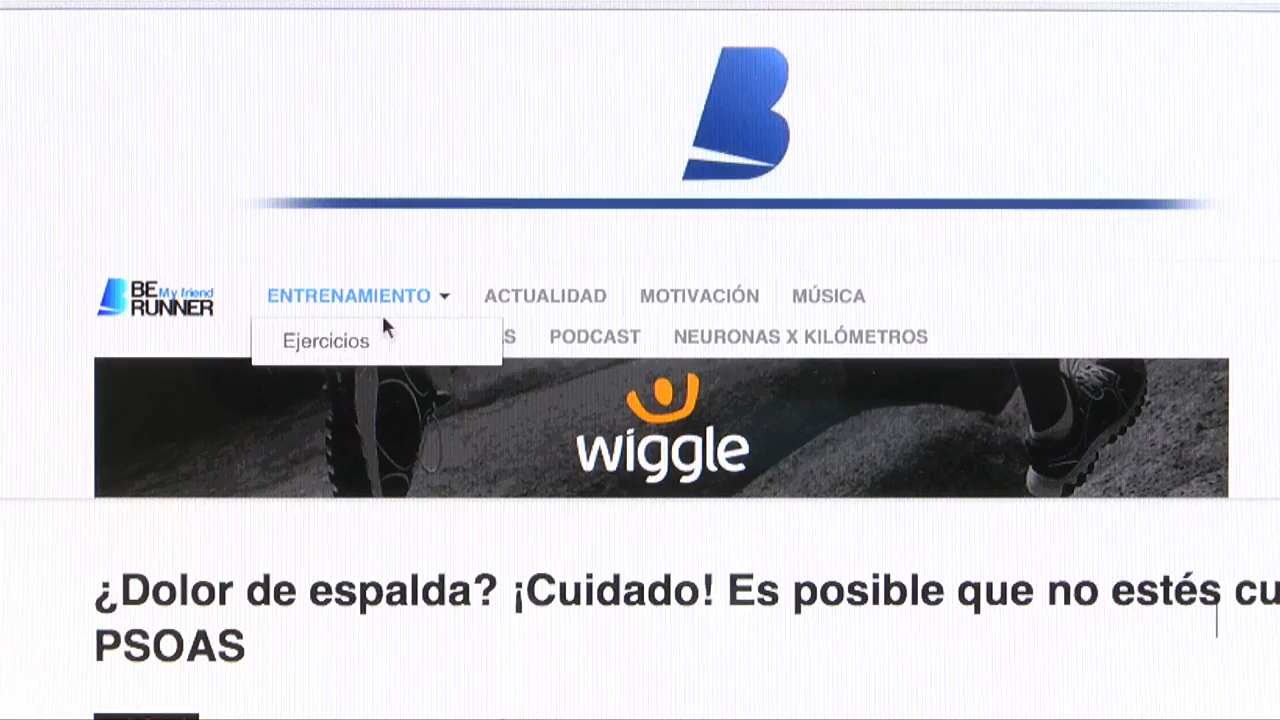 B
BE My friend
RUNNER
ENTRENAMIENTO ACTUALIDAD MOTIVACIÓN MÚSICA
Ejercicios PODCAST NEURONAS X KILÓMETROS
wiggle
¿Dolor de espalda? ¡Cuidado! Es posible que no estés
PSOAS